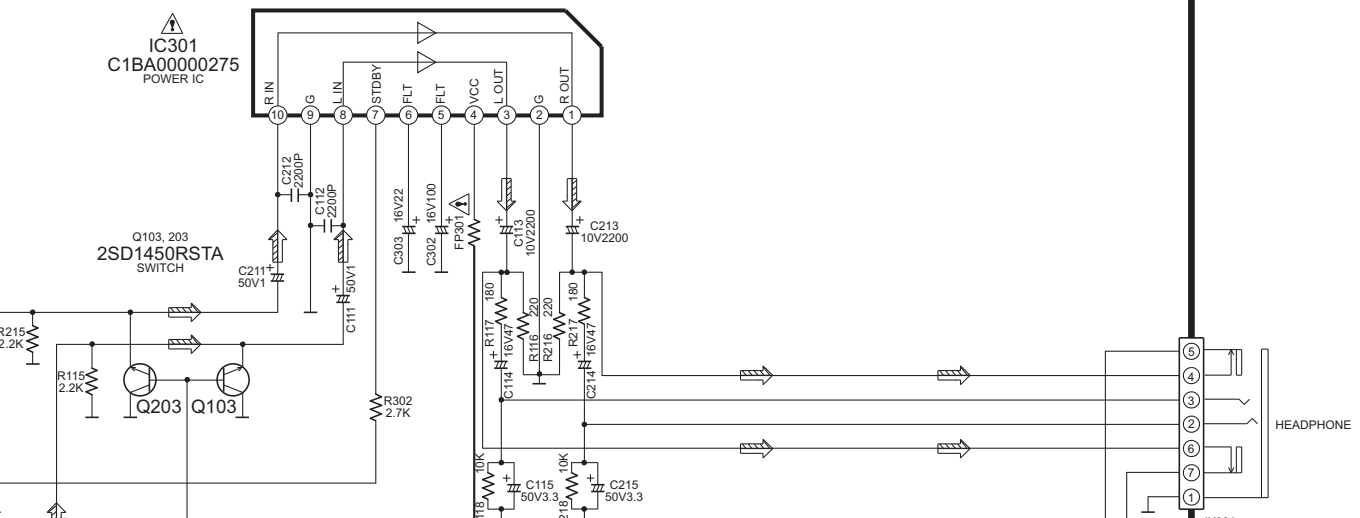 IC301
C1BA00000275
POWER IC
R IN
G
L IN
STDBY
FLT
FLT
VCC
L OUT
G
R OUT
10
9
8
7
6
5
4
3
2
1
C212
2200P
C112
2200P
C303
16V22
C302
16V100
FP301
C113
10V2200
C213
10V2200
Q103, 203
2SD1450RSTA
SWITCH
C211
50V1
C111
50V1
R215
2.2K
R115
2.2K
Q203
Q103
R302
2.7K
R117
180
16V47
C114
R116
220
R216
220
R217
180
16V47
C214
10K
C115
50V3.3
10K
C215
50V3.3
118
218
5
4
3
2
6
7
1
HEADPHONE